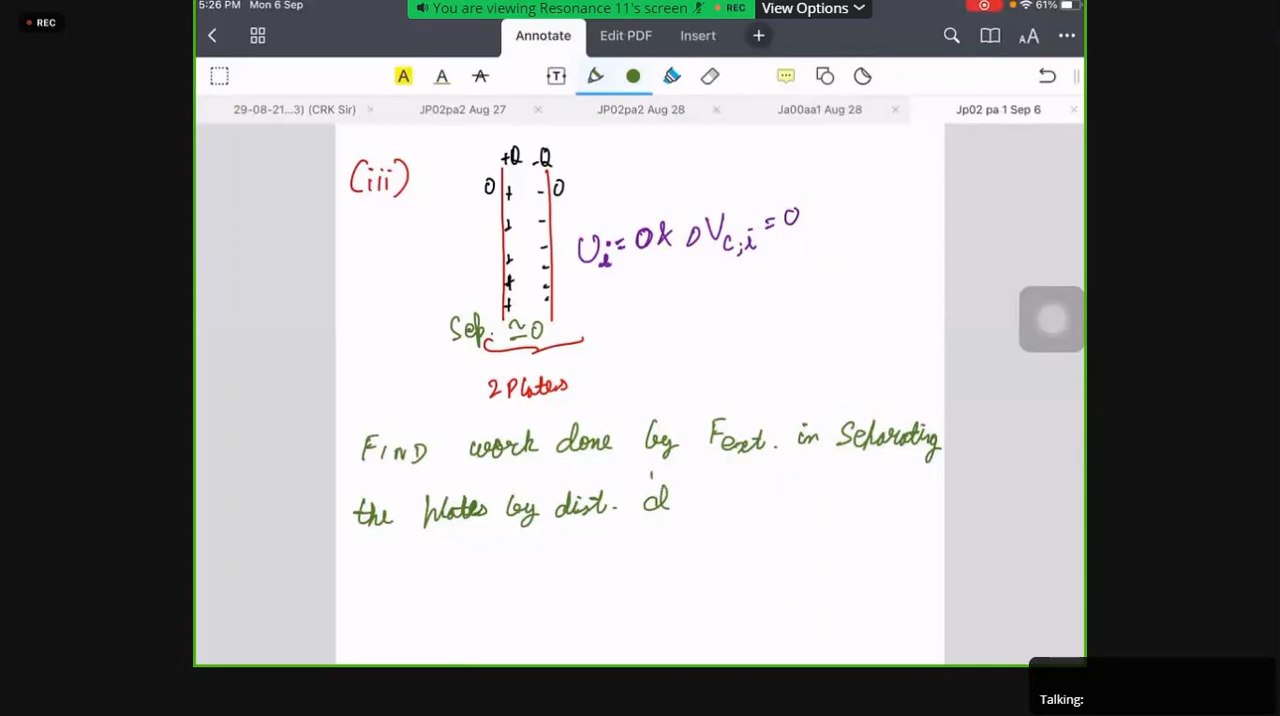 5:26 PM Mon 6 Sep
You are viewing Resonance 11's screen
REC
View Options
61%
REC
Annotate
Edit PDF
Insert
29-08-21...3) (CRK Sir)
JP02pa2 Aug 27
JP02pa2 Aug 28
Ja00aa1 Aug 28
Jp02 pa 1 Sep 6
(iii)
+Q -Q
0 + - 0
Ui = 0 & ΔVc,i = 0
Sep. ≃ 0
2 Plates
FIND work done by Fext. in Separating
the plates by dist. d
Talking: